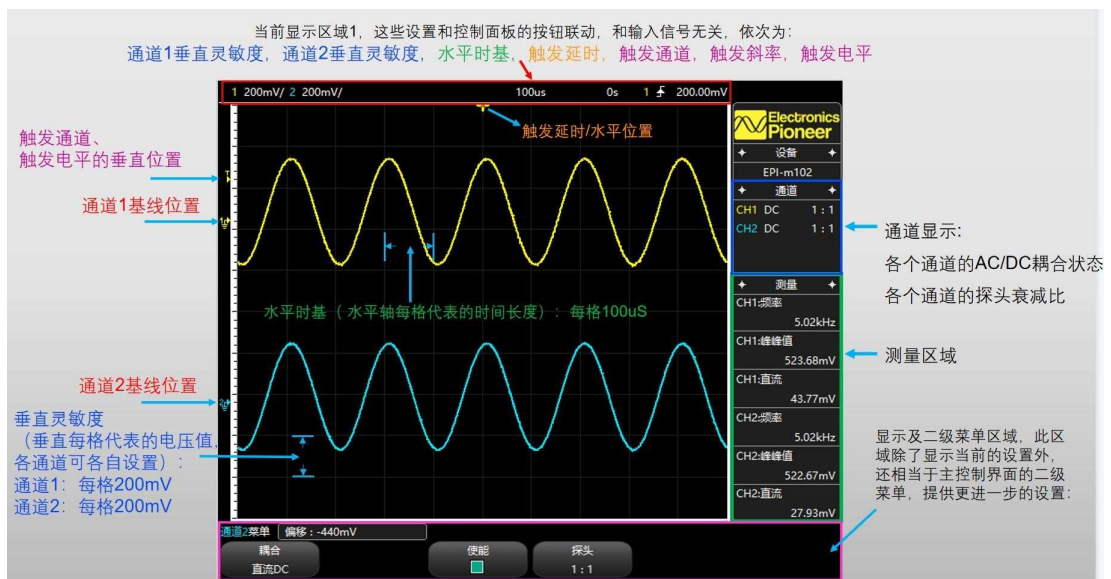 当前显示区域1，这些设置和控制面板的按钮联动，和输入信号无关，依次为:
通道1垂直灵敏度，通道2垂直灵敏度，水平时基，触发延时，触发通道，触发斜率，触发电平
1 200mV/ 2 200mV/ 100us 0s 1 200.00mV
触发延时/水平位置
触发通道、
触发电平的垂直位置
通道1基线位置
水平时基（水平轴每格代表的时间长度）：每格100uS
通道2基线位置
垂直灵敏度
（垂直每格代表的电压值,
各通道可各自设置）:
通道1：每格200mV
通道2：每格200mV
Electronics
Pioneer
设备
EPI-m102
通道
CH1 DC 1 : 1
CH2 DC 1 : 1
测量
CH1:频率
5.02kHz
CH1:峰峰值
523.68mV
CH1:直流
43.77mV
CH2:频率
5.02kHz
CH2:峰峰值
522.67mV
CH2:直流
27.93mV
通道显示:
各个通道的AC/DC耦合状态
各个通道的探头衰减比
测量区域
显示及二级菜单区域，此区
域除了显示当前的设置外,
还相当于主控制界面的二级
菜单，提供更进一步的设置:
通道2菜单 偏移：-440mV
耦合 使能 探头
直流DC 1 : 1